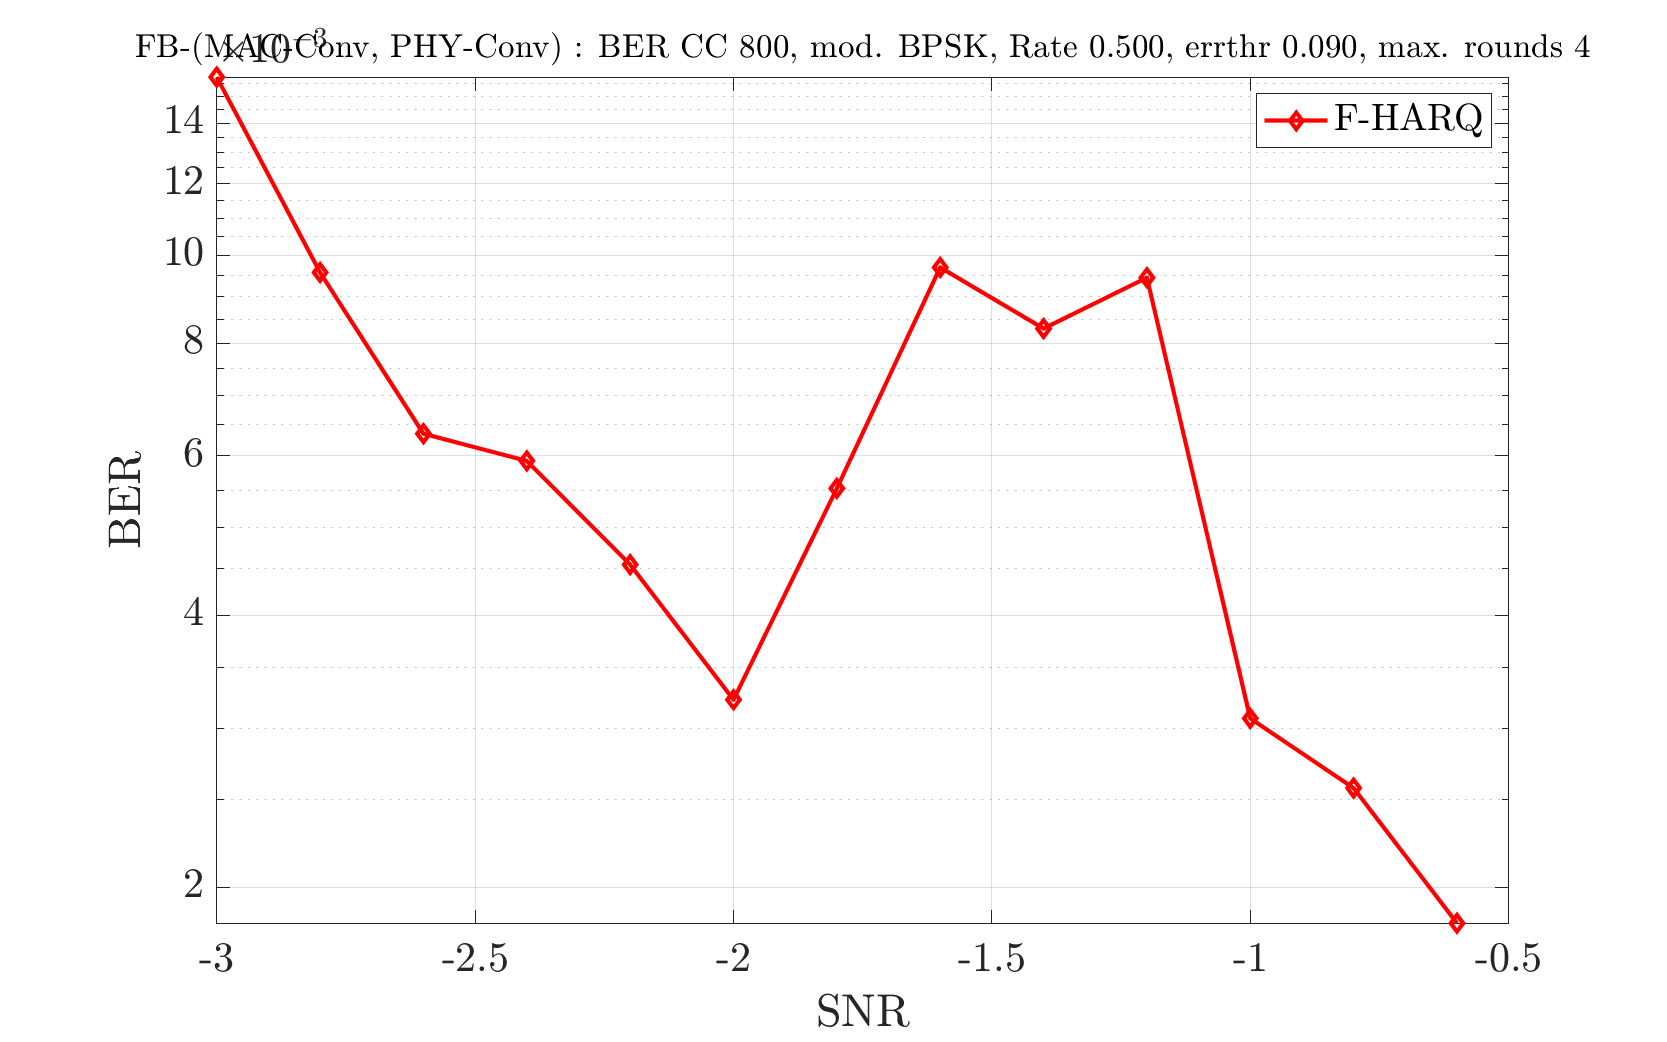 FB-(MAC-Conv, PHY-Conv) : BER CC 800, mod. BPSK, Rate 0.500, errthr 0.090, max. rounds 4
×10⁻³
F-HARQ
14
12
10
8
6
4
2
BER
-3 -2.5 -2 -1.5 -1 -0.5
SNR